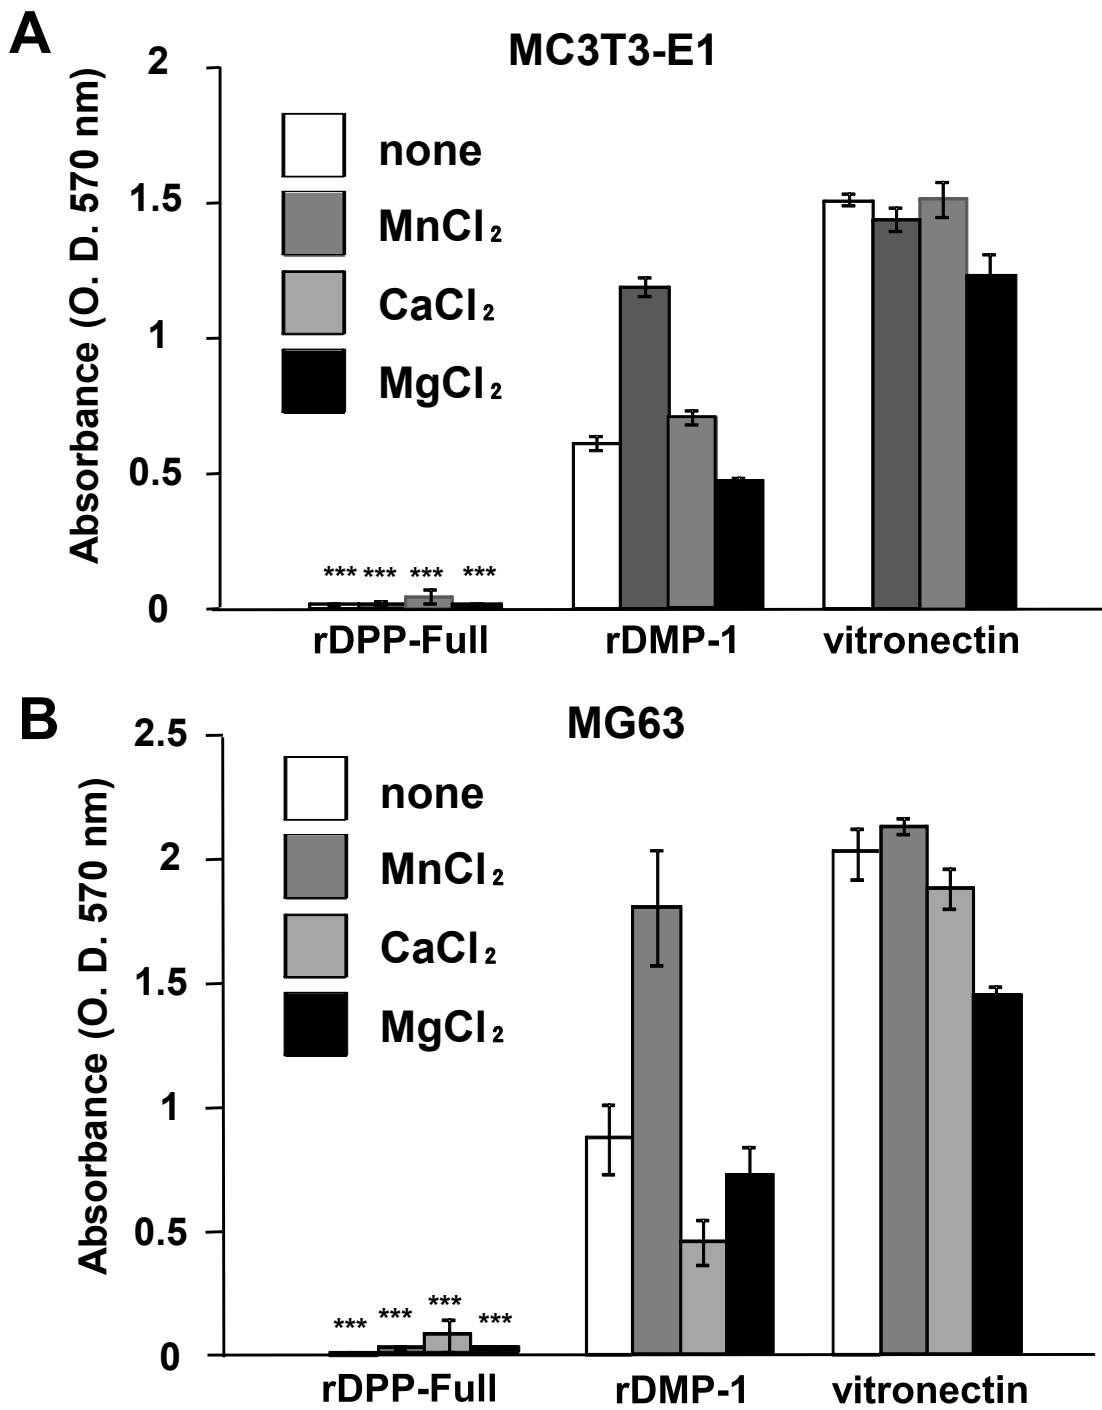 A
MC3T3-E1
Absorbance (O. D. 570 nm)
2
1.5
1
0.5
0
none
MnCl₂
CaCl₂
MgCl₂
*** *** *** ***
rDPP-Full rDMP-1 vitronectin
B
MG63
Absorbance (O. D. 570 nm)
2.5
2
1.5
1
0.5
0
none
MnCl₂
CaCl₂
MgCl₂
*** *** *** ***
rDPP-Full rDMP-1 vitronectin